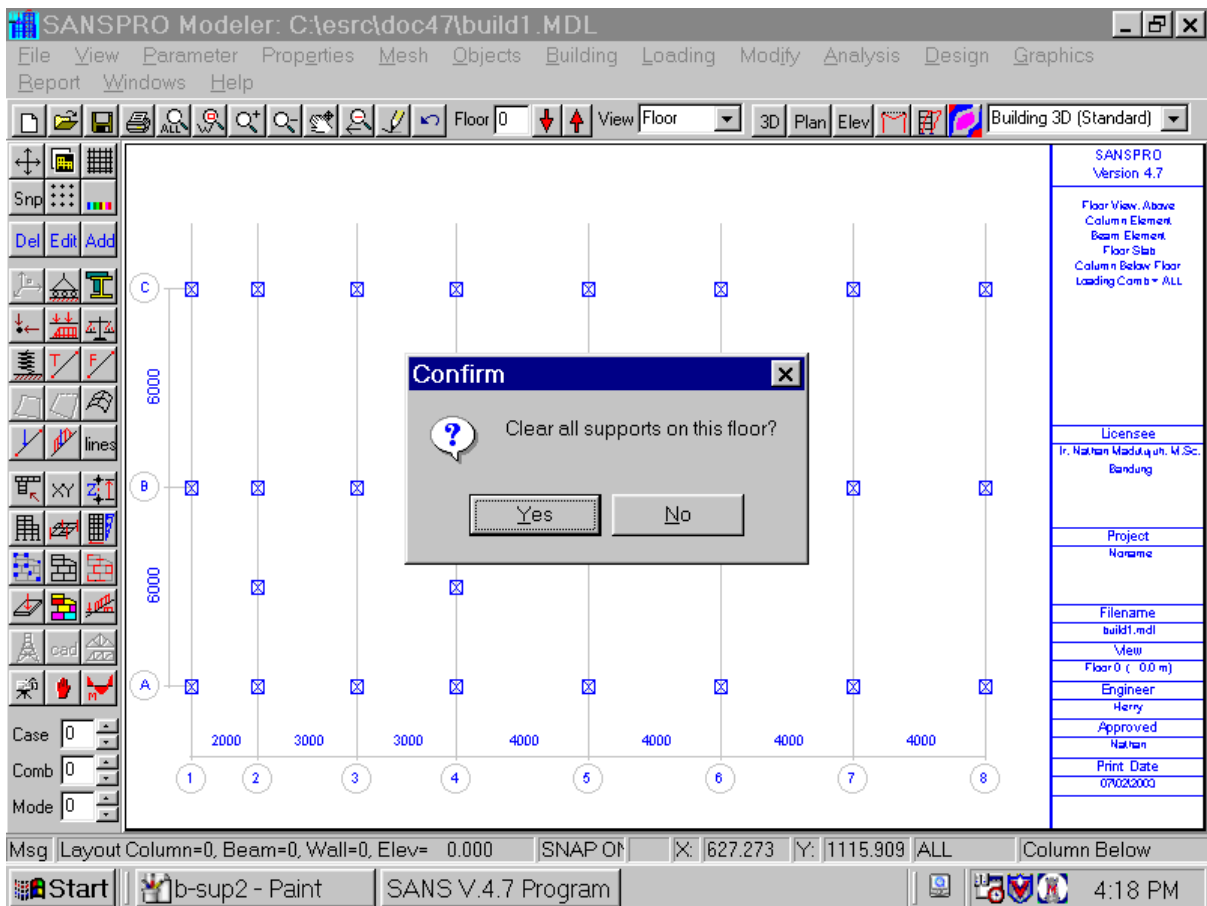 SANSPRO Modeler: C:\esrc\doc47\build1.MDL
File View Parameter Properties Mesh Objects Building Loading Modify Analysis Design Graphics
Report Windows Help
ALL Floor 0 View Floor 3D Plan Elev Building 3D (Standard)
Snp
Del Edit Add
T F
lines
XY Z
cad
M
Case 0
Comb 0
Mode 0
C
B
A
6000
6000
2000 3000 3000 4000 4000 4000 4000
1 2 3 4 5 6 7 8
Confirm
Clear all supports on this floor?
Yes No
SANSPRO
Version 4.7
Floor View. Above
Column Element
Beam Element
Floor Slab
Column Below Floor
Loading Comb = ALL
Licensee
Ir. Nathan Madutujuh. M.Sc.
Bandung
Project
Noname
Filename
build1.mdl
View
Floor 0 ( 0.0 m)
Engineer
Herry
Approved
Nathan
Print Date
07\02\2000
Msg Layout Column=0, Beam=0, Wall=0, Elev= 0.000 SNAP ON X: 627.273 Y: 1115.909 ALL Column Below
Start b-sup2 - Paint SANS V.4.7 Program 4:18 PM